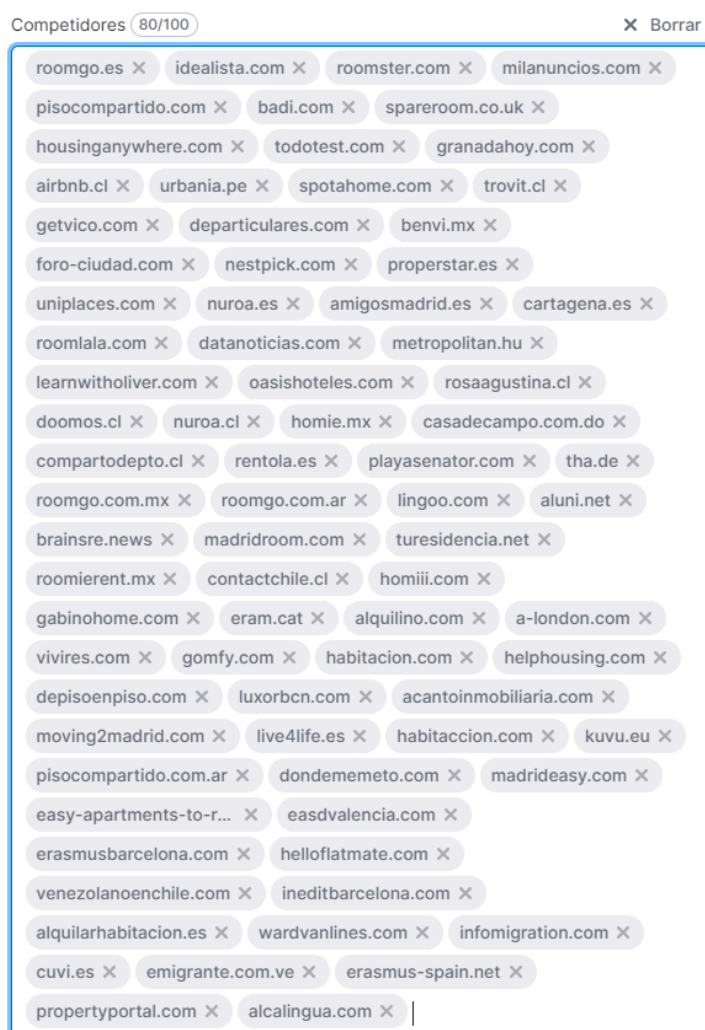 Competidores 80/100 × Borrar
roomgo.es × idealista.com × roomster.com × milanuncios.com ×
pisocompartido.com × badi.com × spareroom.co.uk ×
housinganywhere.com × todotest.com × granadahoy.com ×
airbnb.cl × urbania.pe × spotahome.com × trovit.cl ×
getvico.com × departiculares.com × benvi.mx ×
foro-ciudad.com × nestpick.com × properstar.es ×
uniplaces.com × nuroa.es × amigosmadrid.es × cartagena.es ×
roomlala.com × datanoticias.com × metropolitan.hu ×
learnwitholiver.com × oasishoteles.com × rosaagustina.cl ×
doomos.cl × nuroa.cl × homie.mx × casadecampo.com.do ×
compartodepto.cl × rentola.es × playasenator.com × tha.de ×
roomgo.com.mx × roomgo.com.ar × lingoo.com × aluni.net ×
brainsre.news × madridroom.com × turesidencia.net ×
roomierent.mx × contactchile.cl × homiii.com ×
gabinohome.com × eram.cat × alquilino.com × a-london.com ×
vivires.com × gomfy.com × habitacion.com × helphousing.com ×
depisoenpiso.com × luxorbcn.com × acantoinmobiliaria.com ×
moving2madrid.com × live4life.es × habitaccion.com × kuvu.eu ×
pisocompartido.com.ar × dondememeto.com × madrideasy.com ×
easy-apartments-to-r... × easdvalencia.com ×
erasmusbarcelona.com × helloflatmate.com ×
venezolanoenchile.com × ineditbarcelona.com ×
alquilarhabitacion.es × wardvanlines.com × infomigration.com ×
cuvi.es × emigrante.com.ve × erasmus-spain.net ×
propertyportal.com × alcalingua.com ×